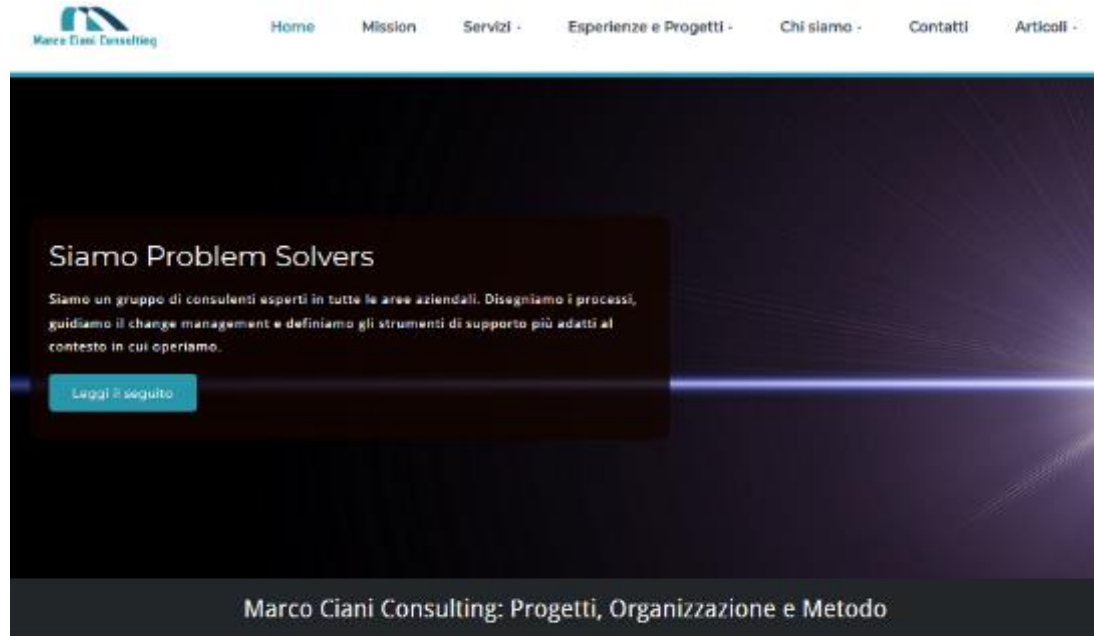 Marco Ciani Consulting
Home Mission Servizi - Esperienze e Progetti - Chi siamo - Contatti Articoli -
Siamo Problem Solvers
Siamo un gruppo di consulenti esperti in tutte le aree aziendali. Disegniamo i processi,
guidiamo il change management e definiamo gli strumenti di supporto più adatti al
contesto in cui operiamo.
Leggi il seguito
Marco Ciani Consulting: Progetti, Organizzazione e Metodo